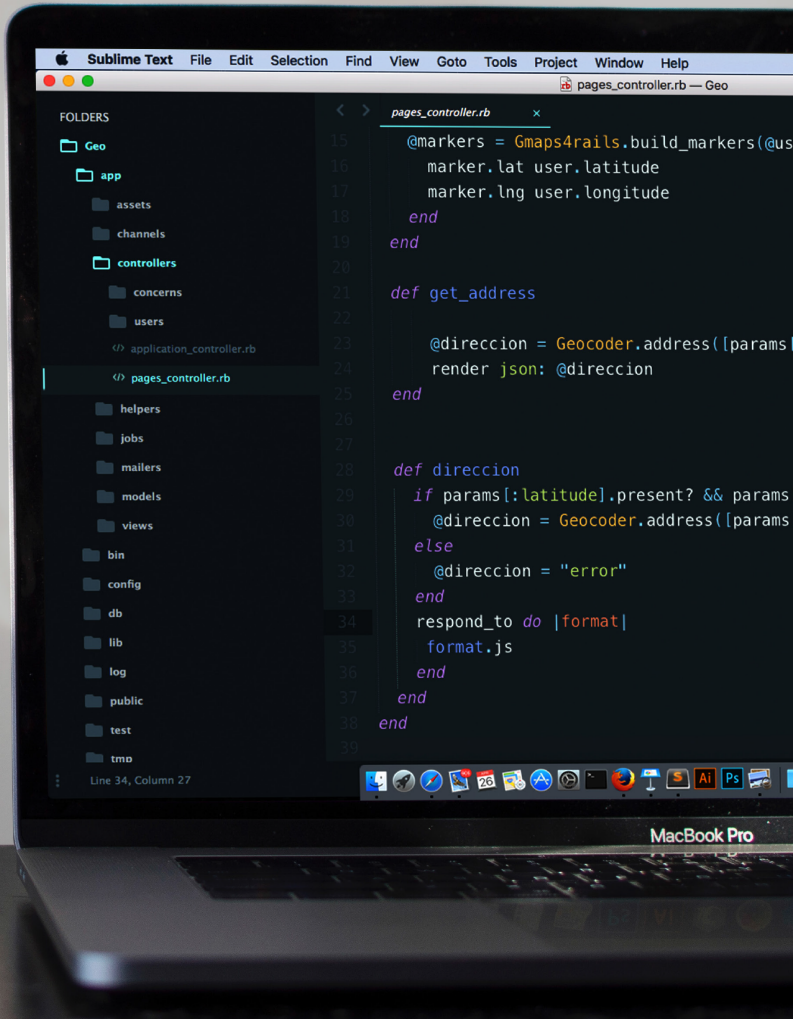 Sublime Text File Edit Selection Find View Goto Tools Project Window Help
pages_controller.rb — Geo
FOLDERS
Geo
app
assets
channels
controllers
concerns
users
application_controller.rb
pages_controller.rb
helpers
jobs
mailers
models
views
bin
config
db
lib
log
public
test
tmp
Line 34, Column 27
pages_controller.rb ×
15 @markers = Gmaps4rails.build_markers(@us
16 marker.lat user.latitude
17 marker.lng user.longitude
18 end
19 end
20
21 def get_address
22
23 @direccion = Geocoder.address([params[
24 render json: @direccion
25 end
26
27
28 def direccion
29 if params[:latitude].present? && params
30 @direccion = Geocoder.address([params
31 else
32 @direccion = "error"
33 end
34 respond_to do |format|
35 format.js
36 end
37 end
38 end
39
26 Ai Ps
MacBook Pro